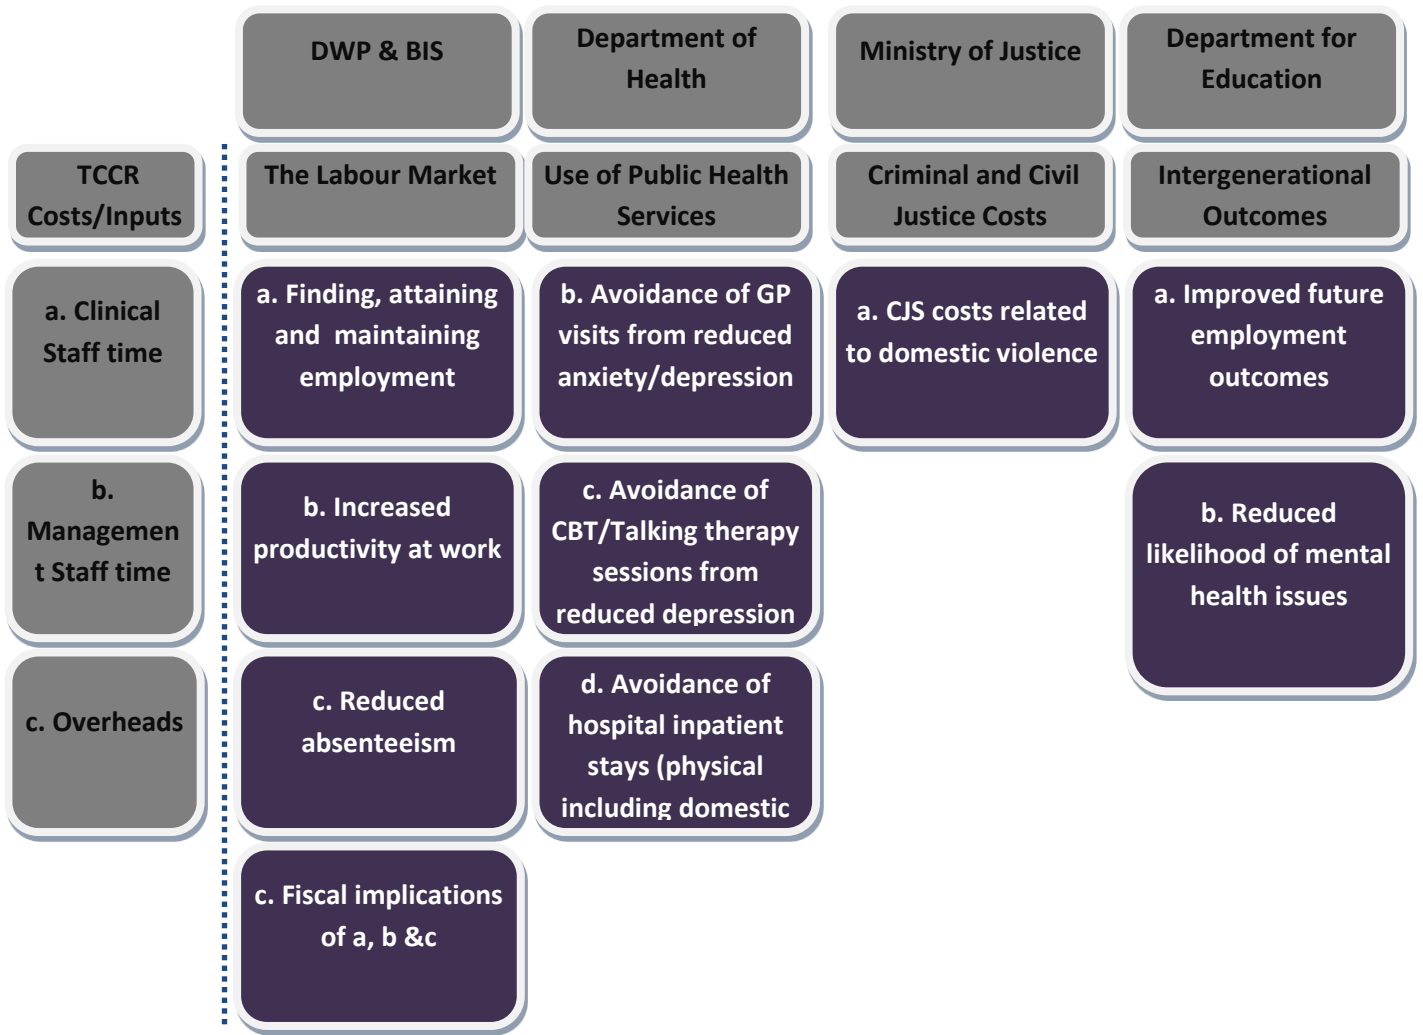 DWP & BIS
Department of
Health
Ministry of Justice
Department for
Education
TCCR
Costs/Inputs
The Labour Market
Use of Public Health
Services
Criminal and Civil
Justice Costs
Intergenerational
Outcomes
a. Clinical
Staff time
a. Finding, attaining
and maintaining
employment
b. Avoidance of GP
visits from reduced
anxiety/depression
a. CJS costs related
to domestic violence
a. Improved future
employment
outcomes
b.
Managemen
t Staff time
b. Increased
productivity at work
c. Avoidance of
CBT/Talking therapy
sessions from
reduced depression
b. Reduced
likelihood of mental
health issues
c. Overheads
c. Reduced
absenteeism
d. Avoidance of
hospital inpatient
stays (physical
including domestic
c. Fiscal implications
of a, b &c